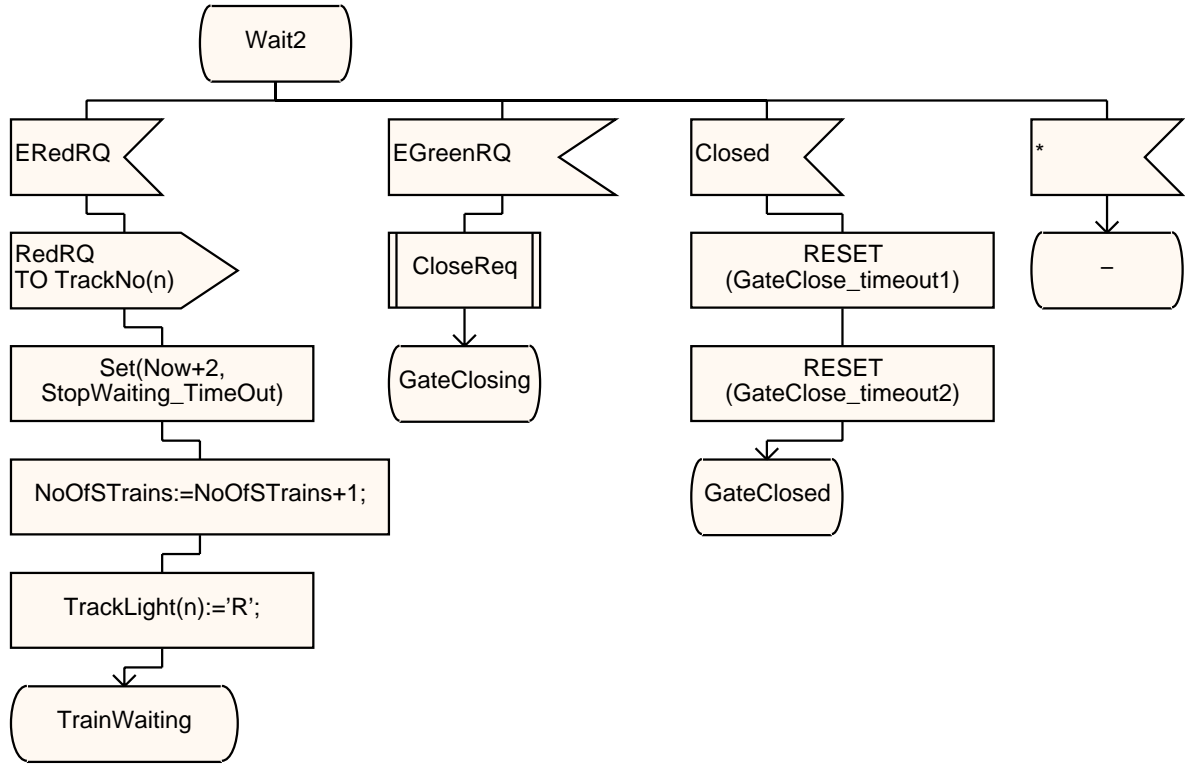 Wait2
ERedRQ
EGreenRQ
Closed
*
RedRQ
TO TrackNo(n)
CloseReq
RESET
(GateClose_timeout1)
–
Set(Now+2,
StopWaiting_TimeOut)
GateClosing
RESET
(GateClose_timeout2)
NoOfSTrains:=NoOfSTrains+1;
GateClosed
TrackLight(n):=’R’;
TrainWaiting